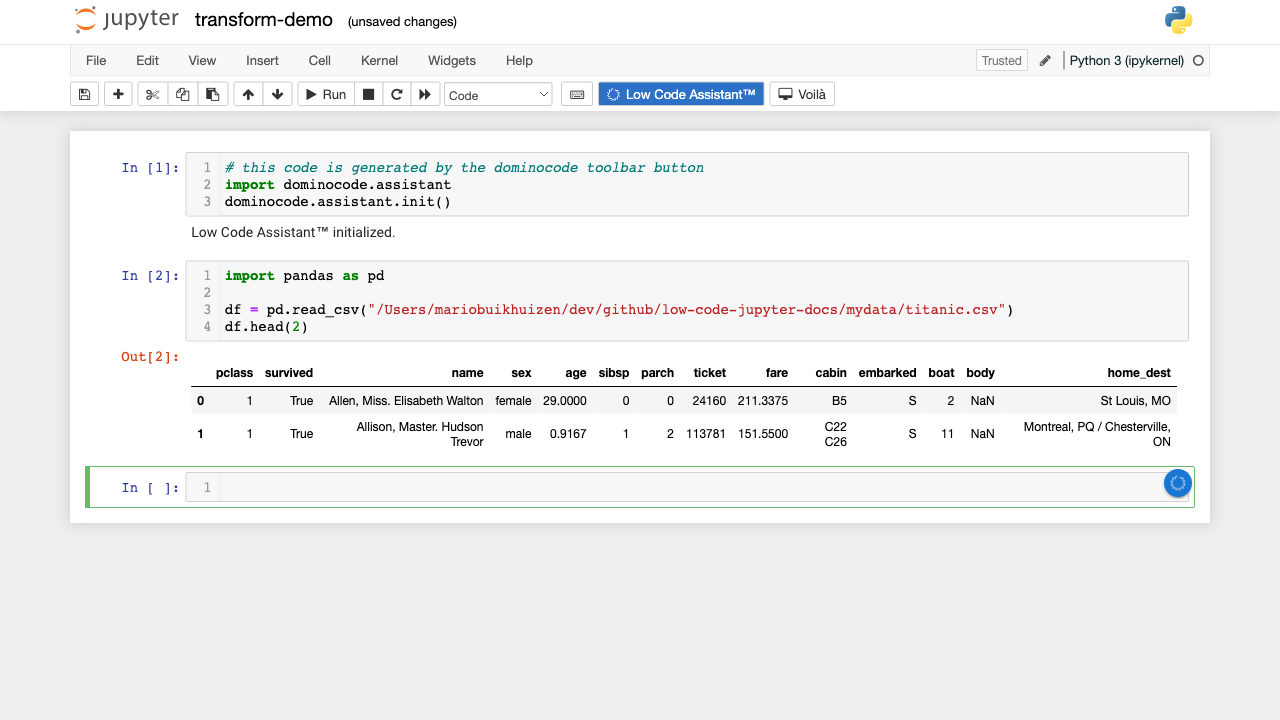 jupyter transform-demo (unsaved changes)
File Edit View Insert Cell Kernel Widgets Help Trusted Python 3 (ipykernel)
Run Code Low Code Assistant™ Voilà
In [1]: 1 # this code is generated by the dominocode toolbar button
2 import dominocode.assistant
3 dominocode.assistant.init()
Low Code Assistant™ initialized.
In [2]: 1 import pandas as pd
2
3 df = pd.read_csv("/Users/mariobuikhuizen/dev/github/low-code-jupyter-docs/mydata/titanic.csv")
4 df.head(2)
Out[2]:
pclass survived name sex age sibsp parch ticket fare cabin embarked boat body home_dest
0 1 True Allen, Miss. Elisabeth Walton female 29.0000 0 0 24160 211.3375 B5 S 2 NaN St Louis, MO
1 1 True Allison, Master. Hudson Trevor male 0.9167 1 2 113781 151.5500 C22 C26 S 11 NaN Montreal, PQ / Chesterville, ON
In [ ]: 1